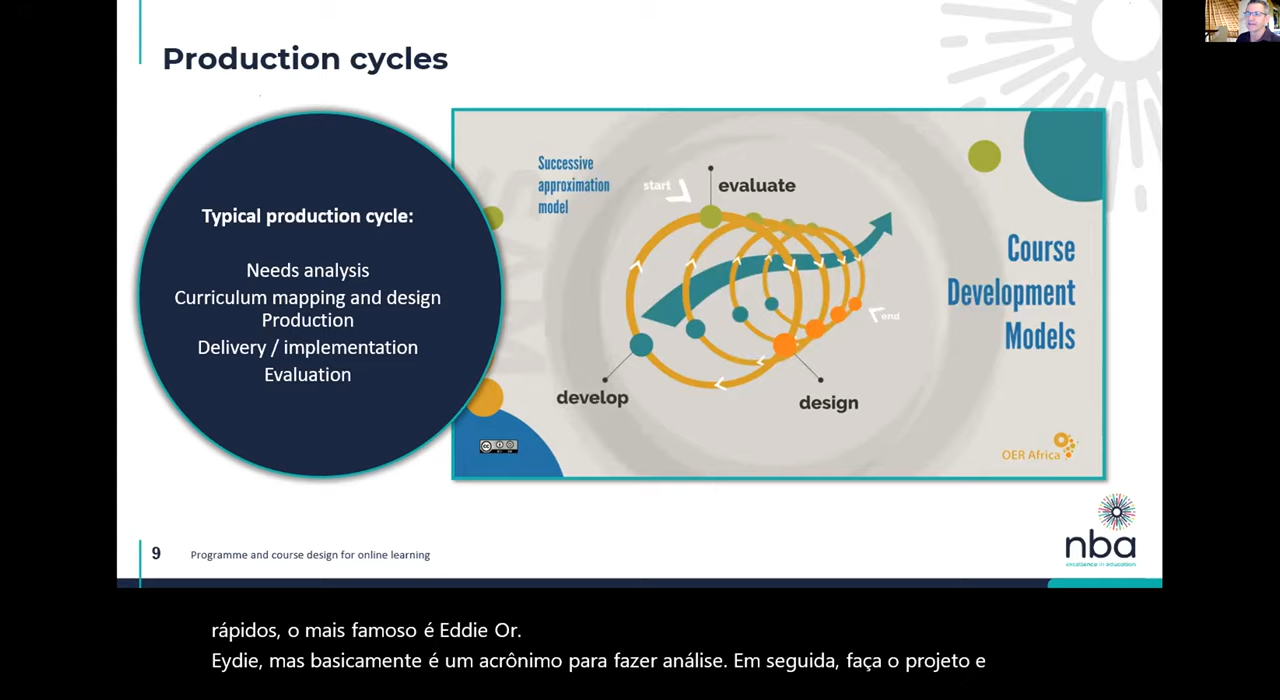 Production cycles
Typical production cycle:
Needs analysis
Curriculum mapping and design
Production
Delivery / implementation
Evaluation
Successive
approximation
model
start
evaluate
develop
design
end
Course
Development
Models
OER Africa
nba
excellence in education
9 Programme and course design for online learning
rápidos, o mais famoso é Eddie Or.
Eydie, mas basicamente é um acrônimo para fazer análise. Em seguida, faça o projeto e